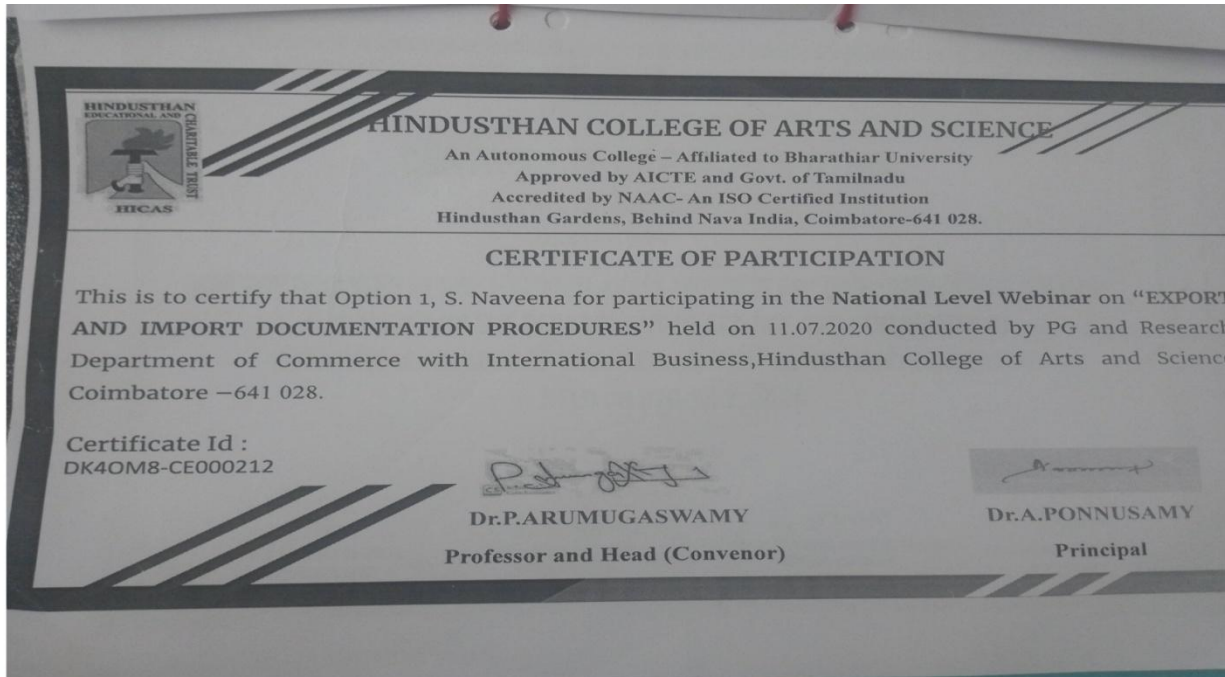 HINDUSTHAN
EDUCATIONAL AND
CHARITABLE TRUST
HICAS
HINDUSTHAN COLLEGE OF ARTS AND SCIENCE
An Autonomous College – Affiliated to Bharathiar University
Approved by AICTE and Govt. of Tamilnadu
Accredited by NAAC- An ISO Certified Institution
Hindusthan Gardens, Behind Nava India, Coimbatore-641 028.
CERTIFICATE OF PARTICIPATION
This is to certify that Option 1, S. Naveena for participating in the National Level Webinar on “EXPORT
AND IMPORT DOCUMENTATION PROCEDURES” held on 11.07.2020 conducted by PG and Research
Department of Commerce with International Business,Hindusthan College of Arts and Science
Coimbatore –641 028.
Certificate Id :
DK4OM8-CE000212
Dr.P.ARUMUGASWAMY
Dr.A.PONNUSAMY
Professor and Head (Convenor)
Principal